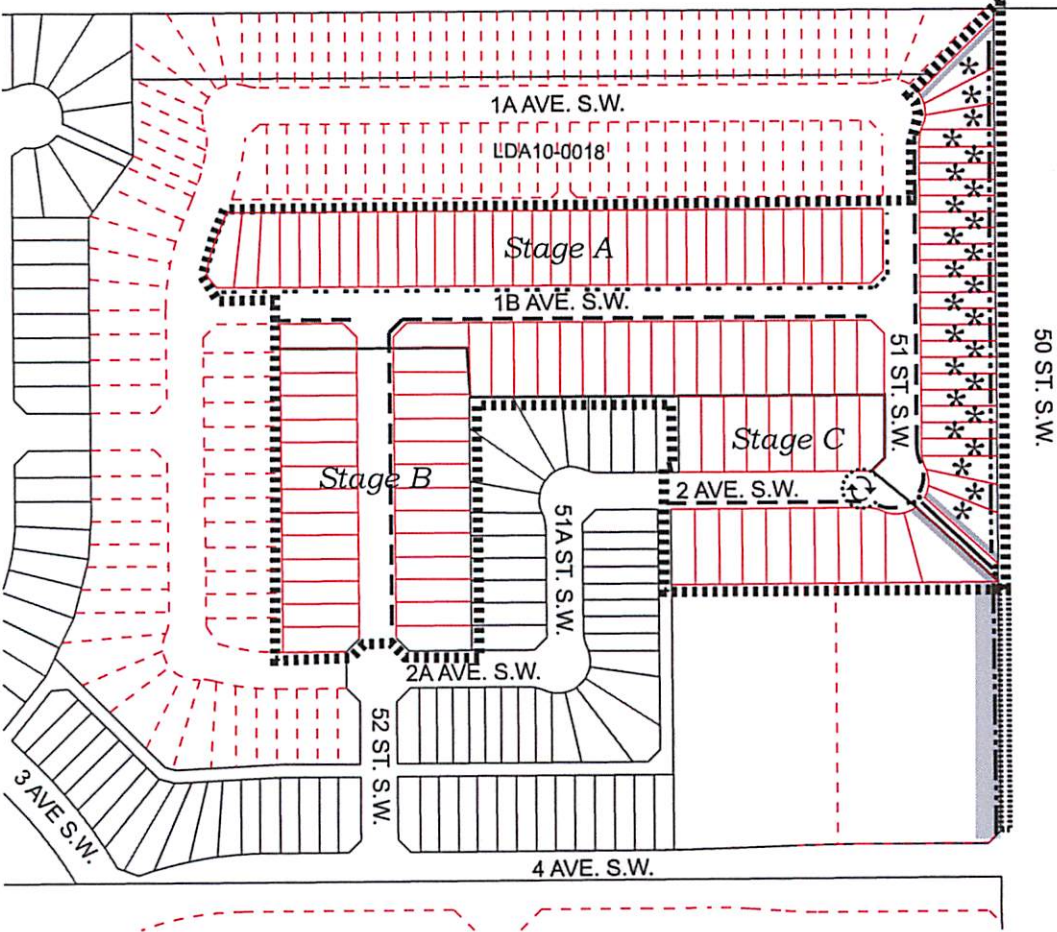 1A AVE. S.W.
LDA10-0018
Stage A
1B AVE. S.W.
50 ST. S.W.
51 ST. S.W.
Stage C
Stage B
2 AVE. S.W.
51A ST. S.W.
2A AVE. S.W.
52 ST. S.W.
3 AVE S.W.
4 AVE. S.W.